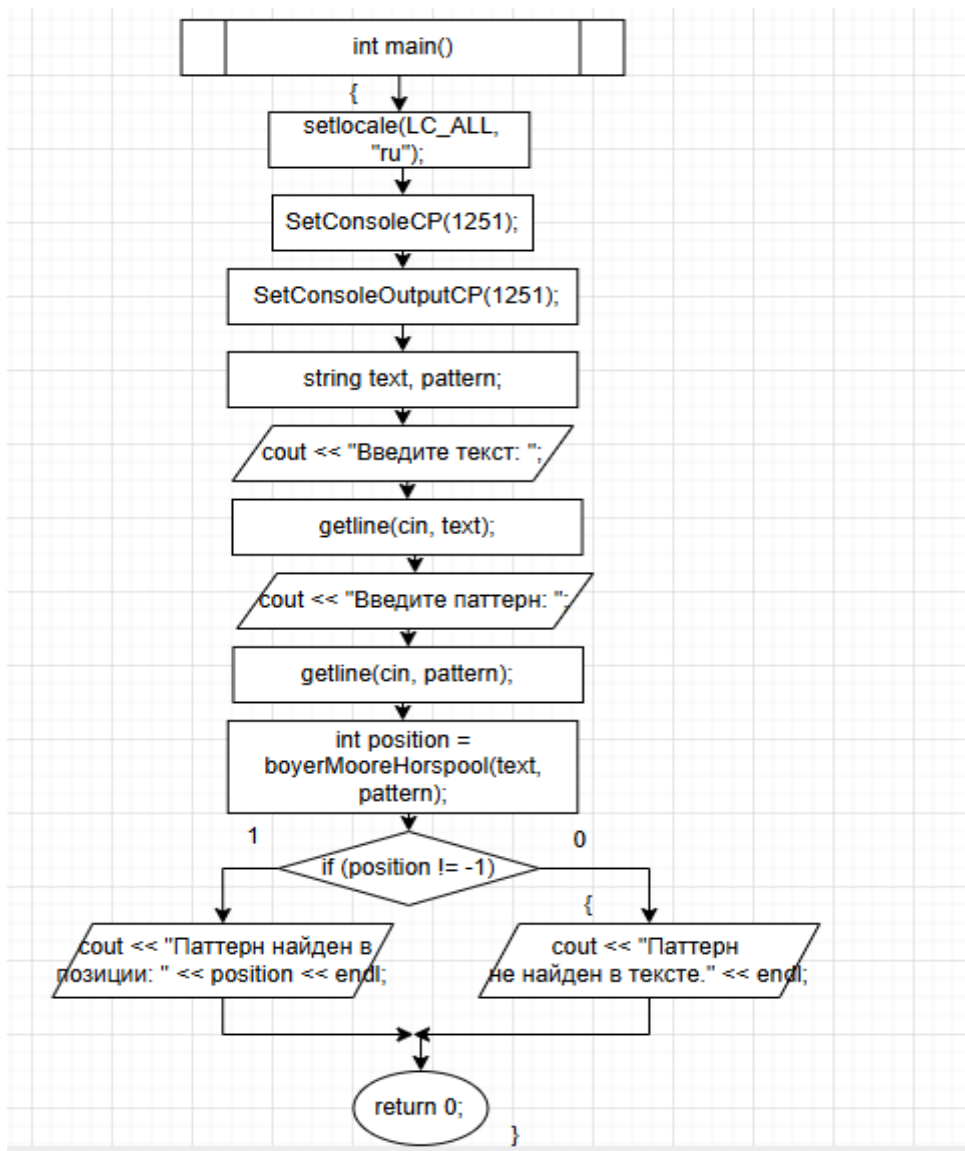 int main()
{
setlocale(LC_ALL,
"ru");
SetConsoleCP(1251);
SetConsoleOutputCP(1251);
string text, pattern;
cout << "Введите текст: ";
getline(cin, text);
cout << "Введите паттерн: ";
getline(cin, pattern);
int position =
boyerMooreHorspool(text,
pattern);
1
0
if (position != -1)
{
cout << "Паттерн найден в
позиции: " << position << endl;
cout << "Паттерн
не найден в тексте." << endl;
return 0;
}